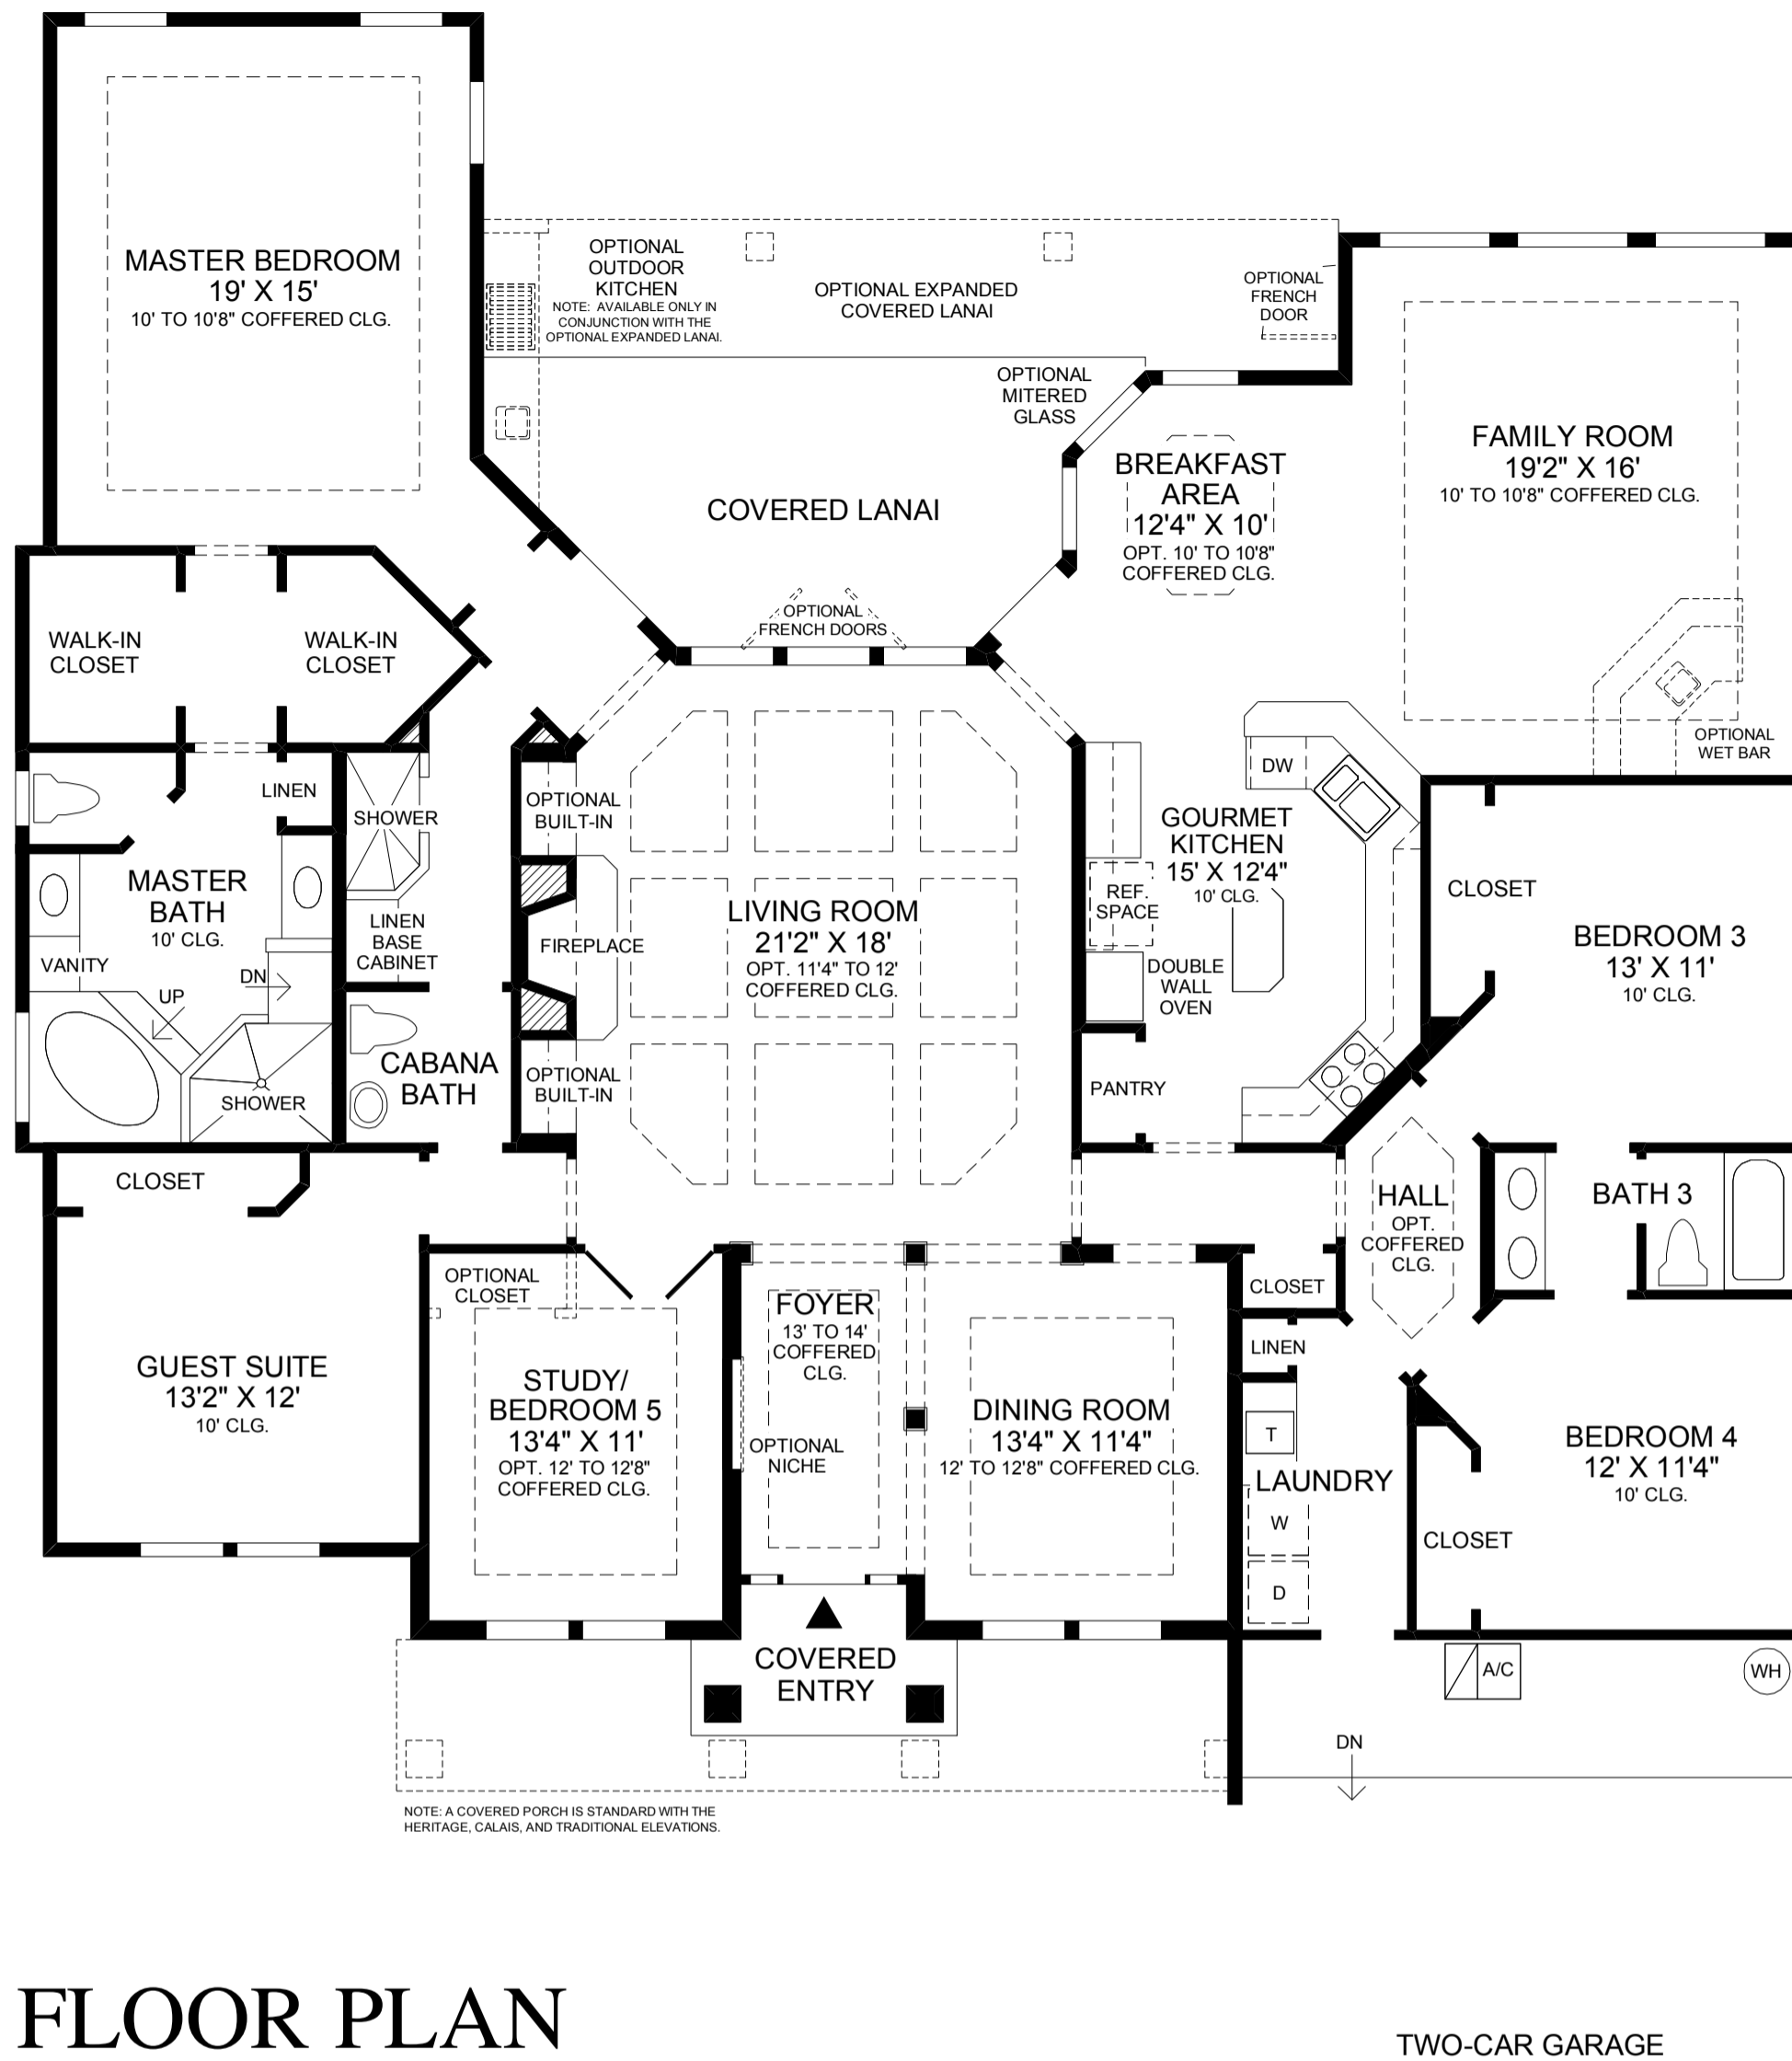 MASTER BEDROOM
19' X 15'
10' TO 10'8" COFFERED CLG.
OPTIONAL
OUTDOOR
KITCHEN
NOTE: AVAILABLE ONLY IN
CONJUNCTION WITH THE
OPTIONAL EXPANDED LANAI.
OPTIONAL EXPANDED
COVERED LANAI
OPTIONAL
FRENCH
DOOR
OPTIONAL
MITERED
GLASS
COVERED LANAI
BREAKFAST
AREA
12'4" X 10'
OPT. 10' TO 10'8"
COFFERED CLG.
FAMILY ROOM
19'2" X 16'
10' TO 10'8" COFFERED CLG.
OPTIONAL
FRENCH DOORS
WALK-IN
CLOSET
WALK-IN
CLOSET
OPTIONAL
WET BAR
LINEN
SHOWER
OPTIONAL
BUILT-IN
DW
GOURMET
KITCHEN
15' X 12'4"
10' CLG.
REF.
SPACE
MASTER
BATH
10' CLG.
VANITY
DN
UP
LINEN
BASE
CABINET
FIREPLACE
LIVING ROOM
21'2" X 18'
OPT. 11'4" TO 12'
COFFERED CLG.
DOUBLE
WALL
OVEN
CLOSET
BEDROOM 3
13' X 11'
10' CLG.
SHOWER
CABANA
BATH
OPTIONAL
BUILT-IN
PANTRY
CLOSET
HALL
OPT.
COFFERED
CLG.
BATH 3
OPTIONAL
CLOSET
FOYER
13' TO 14'
COFFERED
CLG.
CLOSET
LINEN
GUEST SUITE
13'2" X 12'
10' CLG.
STUDY/
BEDROOM 5
13'4" X 11'
OPT. 12' TO 12'8"
COFFERED CLG.
OPTIONAL
NICHE
DINING ROOM
13'4" X 11'4"
12' TO 12'8" COFFERED CLG.
T
LAUNDRY
W
D
BEDROOM 4
12' X 11'4"
10' CLG.
CLOSET
COVERED
ENTRY
A/C
WH
DN
NOTE: A COVERED PORCH IS STANDARD WITH THE
HERITAGE, CALAIS, AND TRADITIONAL ELEVATIONS.
FLOOR PLAN
TWO-CAR GARAGE